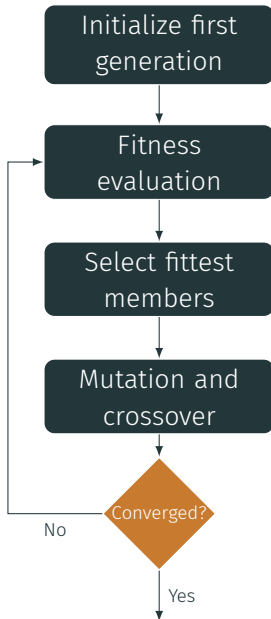 Initialize first
generation
Fitness
evaluation
Select fittest
members
Mutation and
crossover
Converged?
No
Yes